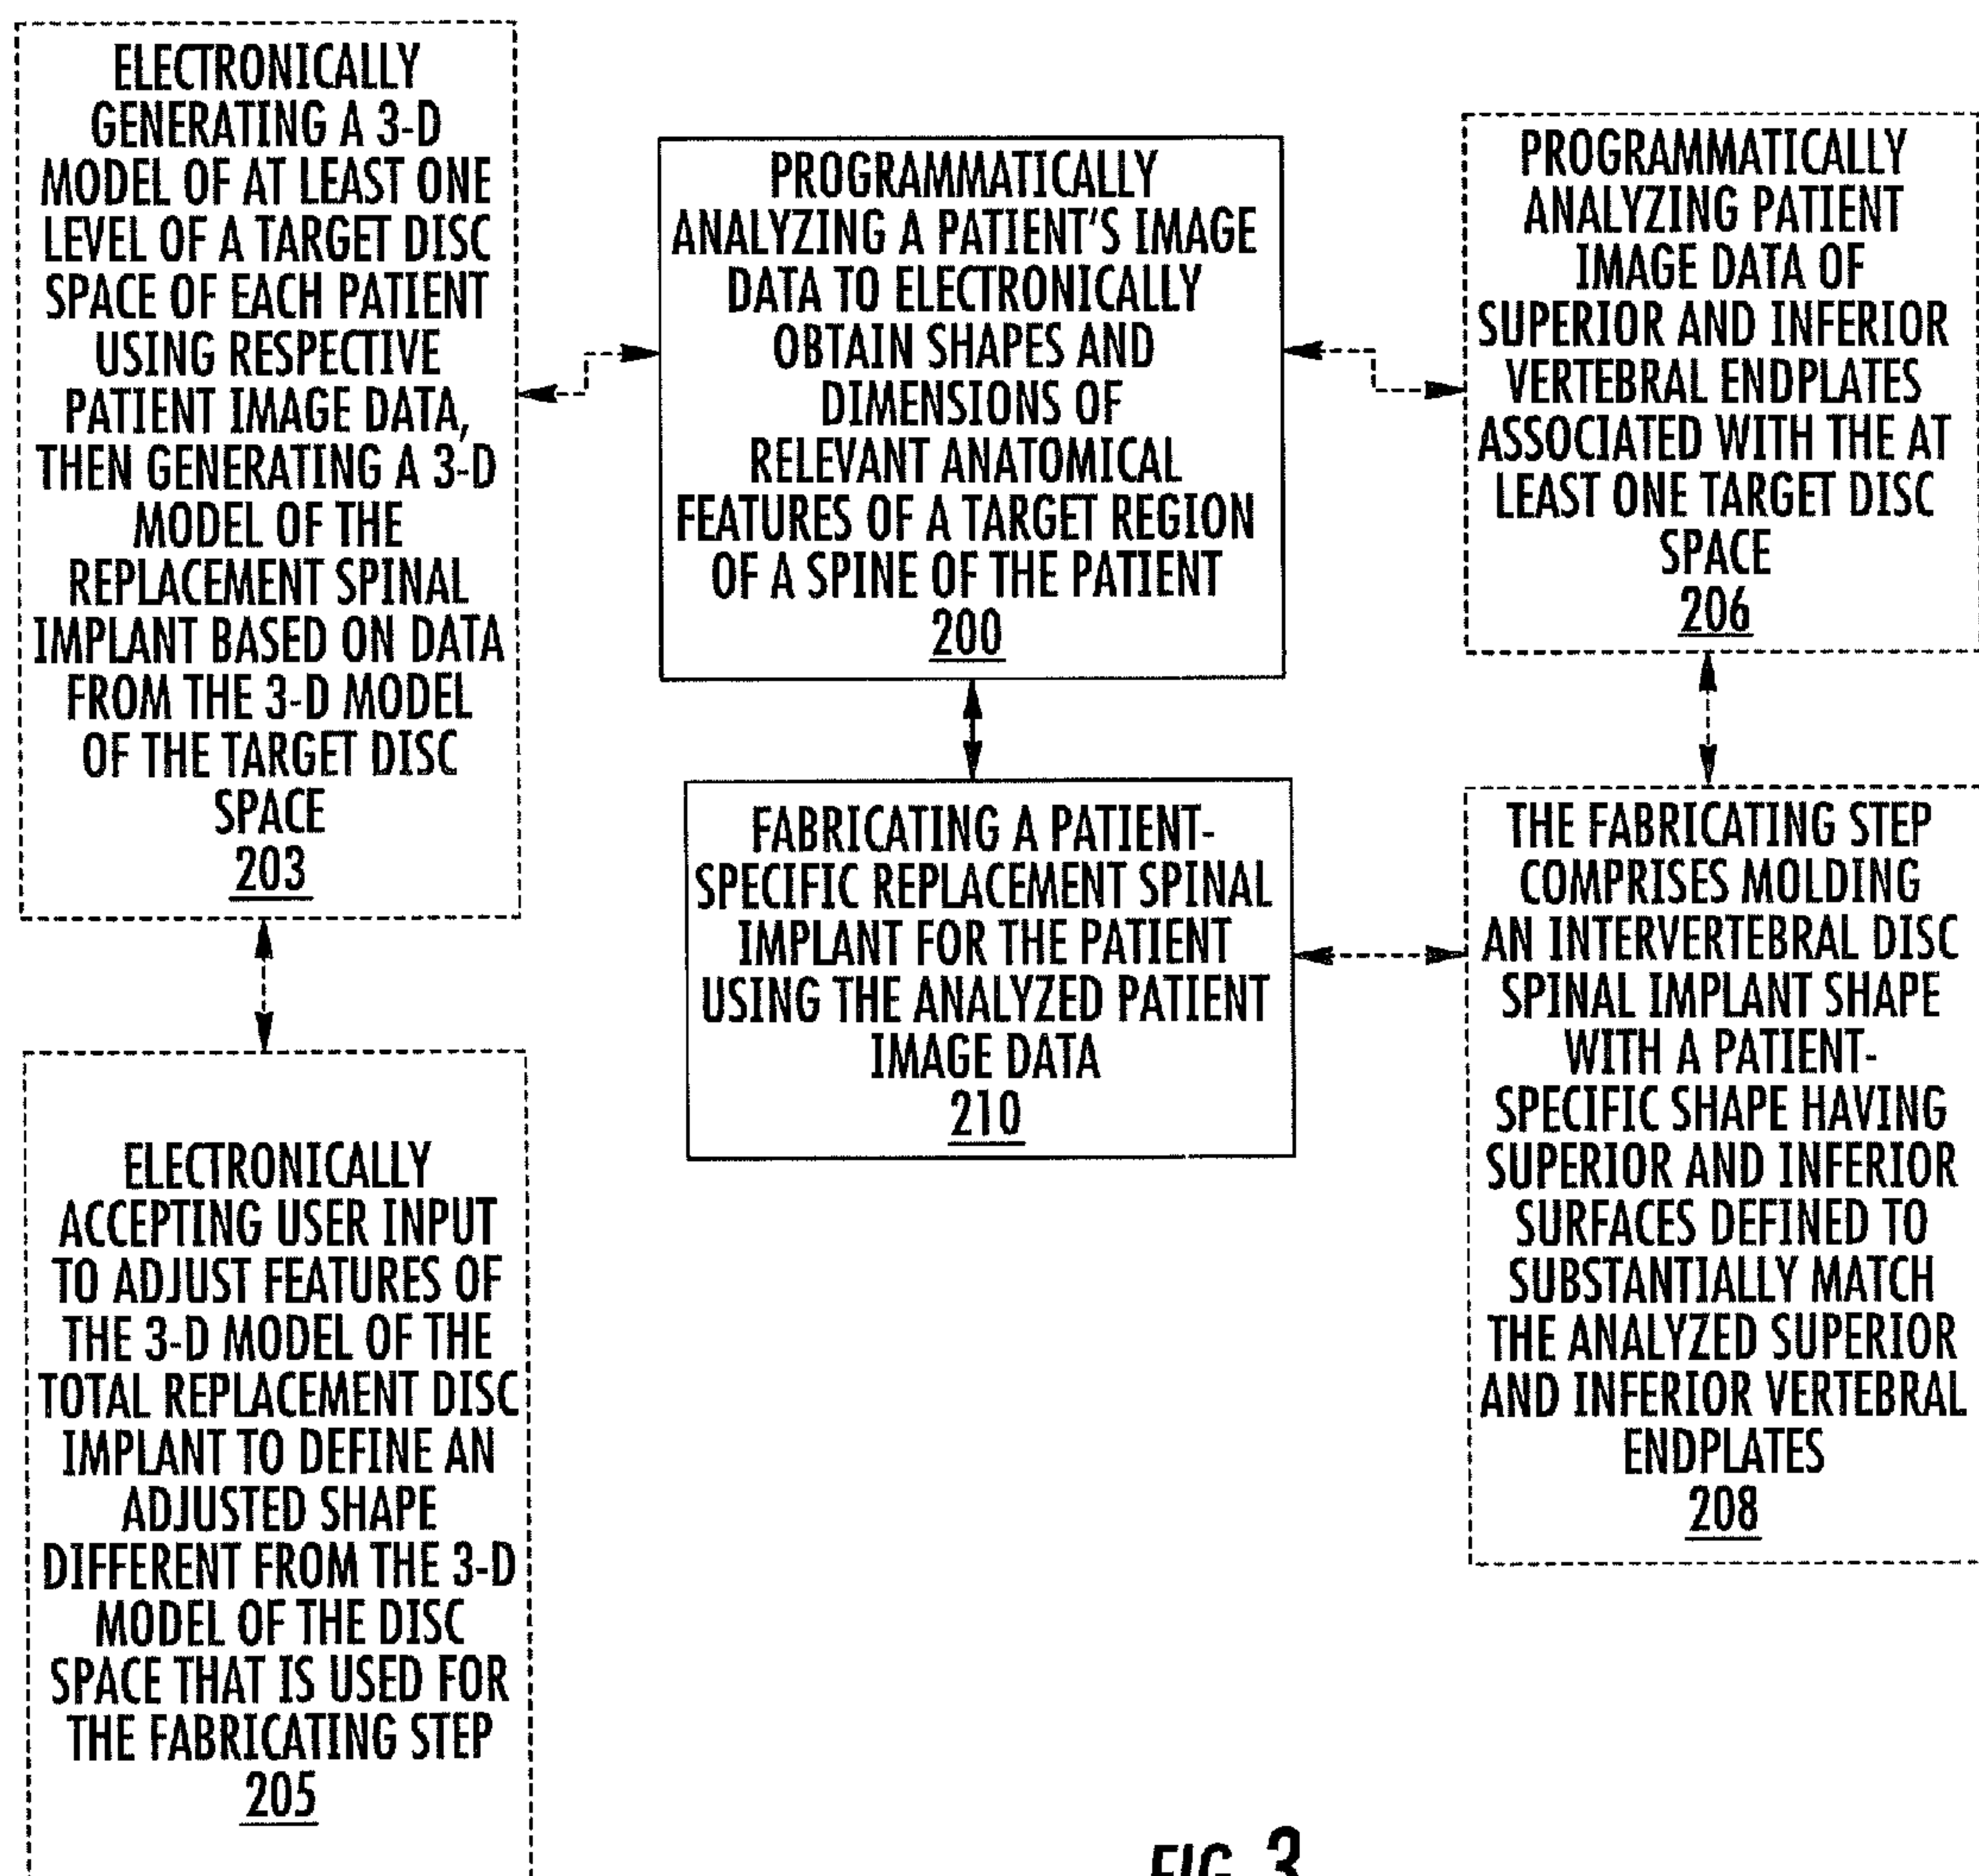 ELECTRONICALLY
GENERATING A 3-D
MODEL OF AT LEAST ONE
LEVEL OF A TARGET DISC
SPACE OF EACH PATIENT
USING RESPECTIVE
PATIENT IMAGE DATA,
THEN GENERATING A 3-D
MODEL OF THE
REPLACEMENT SPINAL
IMPLANT BASED ON DATA
FROM THE 3-D MODEL
OF THE TARGET DISC
SPACE
203
ELECTRONICALLY
ACCEPTING USER INPUT
TO ADJUST FEATURES OF
THE 3-D MODEL OF THE
TOTAL REPLACEMENT DISC
IMPLANT TO DEFINE AN
ADJUSTED SHAPE
DIFFERENT FROM THE 3-D
MODEL OF THE DISC
SPACE THAT IS USED FOR
THE FABRICATING STEP
205
PROGRAMMATICALLY
ANALYZING A PATIENT'S IMAGE
DATA TO ELECTRONICALLY
OBTAIN SHAPES AND
DIMENSIONS OF
RELEVANT ANATOMICAL
FEATURES OF A TARGET REGION
OF A SPINE OF THE PATIENT
200
FABRICATING A PATIENT-
SPECIFIC REPLACEMENT SPINAL
IMPLANT FOR THE PATIENT
USING THE ANALYZED PATIENT
IMAGE DATA
210
PROGRAMMATICALLY
ANALYZING PATIENT
IMAGE DATA OF
SUPERIOR AND INFERIOR
VERTEBRAL ENDPLATES
ASSOCIATED WITH THE AT
LEAST ONE TARGET DISC
SPACE
206
THE FABRICATING STEP
COMPRISES MOLDING
AN INTERVERTEBRAL DISC
SPINAL IMPLANT SHAPE
WITH A PATIENT-
SPECIFIC SHAPE HAVING
SUPERIOR AND INFERIOR
SURFACES DEFINED TO
SUBSTANTIALLY MATCH
THE ANALYZED SUPERIOR
AND INFERIOR VERTEBRAL
ENDPLATES
208
FIG. 3